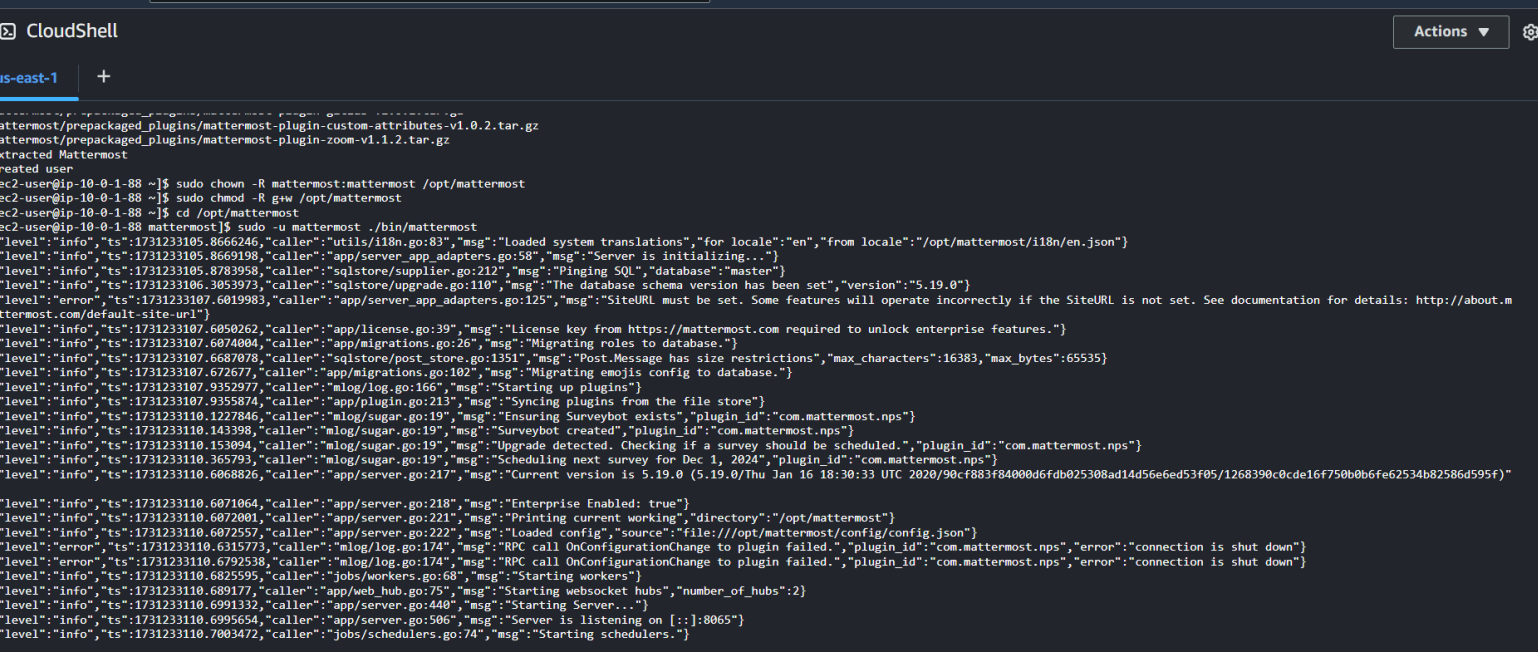 CloudShell
Actions
us-east-1
attermost/prepackaged_plugins/mattermost-plugin-custom-attributes-v1.0.2.tar.gz
attermost/prepackaged_plugins/mattermost-plugin-zoom-v1.1.2.tar.gz
xtracted Mattermost
reated user
ec2-user@ip-10-0-1-88 ~]$ sudo chown -R mattermost:mattermost /opt/mattermost
ec2-user@ip-10-0-1-88 ~]$ sudo chmod -R g+w /opt/mattermost
ec2-user@ip-10-0-1-88 ~]$ cd /opt/mattermost
ec2-user@ip-10-0-1-88 mattermost]$ sudo -u mattermost ./bin/mattermost
"level":"info","ts":1731233105.8666246,"caller":"utils/i18n.go:83","msg":"Loaded system translations","for locale":"en","from locale":"/opt/mattermost/i18n/en.json"}
"level":"info","ts":1731233105.8669198,"caller":"app/server_app_adapters.go:58","msg":"Server is initializing..."}
"level":"info","ts":1731233105.8783958,"caller":"sqlstore/supplier.go:212","msg":"Pinging SQL","database":"master"}
"level":"info","ts":1731233106.3053973,"caller":"sqlstore/upgrade.go:110","msg":"The database schema version has been set","version":"5.19.0"}
"level":"error","ts":1731233107.6019983,"caller":"app/server_app_adapters.go:125","msg":"SiteURL must be set. Some features will operate incorrectly if the SiteURL is not set. See documentation for details: http://about.m
ttermost.com/default-site-url"}
"level":"info","ts":1731233107.6050262,"caller":"app/license.go:39","msg":"License key from https://mattermost.com required to unlock enterprise features."}
"level":"info","ts":1731233107.6074004,"caller":"app/migrations.go:26","msg":"Migrating roles to database."}
"level":"info","ts":1731233107.6687078,"caller":"sqlstore/post_store.go:1351","msg":"Post.Message has size restrictions","max_characters":16383,"max_bytes":65535}
"level":"info","ts":1731233107.672677,"caller":"app/migrations.go:102","msg":"Migrating emojis config to database."}
"level":"info","ts":1731233107.9352977,"caller":"mlog/log.go:166","msg":"Starting up plugins"}
"level":"info","ts":1731233107.9355874,"caller":"app/plugin.go:213","msg":"Syncing plugins from the file store"}
"level":"info","ts":1731233110.1227846,"caller":"mlog/sugar.go:19","msg":"Ensuring Surveybot exists","plugin_id":"com.mattermost.nps"}
"level":"info","ts":1731233110.143398,"caller":"mlog/sugar.go:19","msg":"Surveybot created","plugin_id":"com.mattermost.nps"}
"level":"info","ts":1731233110.153094,"caller":"mlog/sugar.go:19","msg":"Upgrade detected. Checking if a survey should be scheduled.","plugin_id":"com.mattermost.nps"}
"level":"info","ts":1731233110.365793,"caller":"mlog/sugar.go:19","msg":"Scheduling next survey for Dec 1, 2024","plugin_id":"com.mattermost.nps"}
"level":"info","ts":1731233110.6068826,"caller":"app/server.go:217","msg":"Current version is 5.19.0 (5.19.0/Thu Jan 16 18:30:33 UTC 2020/90cf883f84000d6fdb025308ad14d56e6ed53f05/1268390c0cde16f750b0b6fe62534b82586d595f)"
"level":"info","ts":1731233110.6071064,"caller":"app/server.go:218","msg":"Enterprise Enabled: true"}
"level":"info","ts":1731233110.6072001,"caller":"app/server.go:221","msg":"Printing current working","directory":"/opt/mattermost"}
"level":"info","ts":1731233110.6072557,"caller":"app/server.go:222","msg":"Loaded config","source":"file:///opt/mattermost/config/config.json"}
"level":"error","ts":1731233110.6315773,"caller":"mlog/log.go:174","msg":"RPC call OnConfigurationChange to plugin failed.","plugin_id":"com.mattermost.nps","error":"connection is shut down"}
"level":"error","ts":1731233110.6792538,"caller":"mlog/log.go:174","msg":"RPC call OnConfigurationChange to plugin failed.","plugin_id":"com.mattermost.nps","error":"connection is shut down"}
"level":"info","ts":1731233110.6825595,"caller":"jobs/workers.go:68","msg":"Starting workers"}
"level":"info","ts":1731233110.689177,"caller":"app/web_hub.go:75","msg":"Starting websocket hubs","number_of_hubs":2}
"level":"info","ts":1731233110.6991332,"caller":"app/server.go:440","msg":"Starting Server..."}
"level":"info","ts":1731233110.6995654,"caller":"app/server.go:506","msg":"Server is listening on [::]:8065"}
"level":"info","ts":1731233110.7003472,"caller":"jobs/schedulers.go:74","msg":"Starting schedulers."}